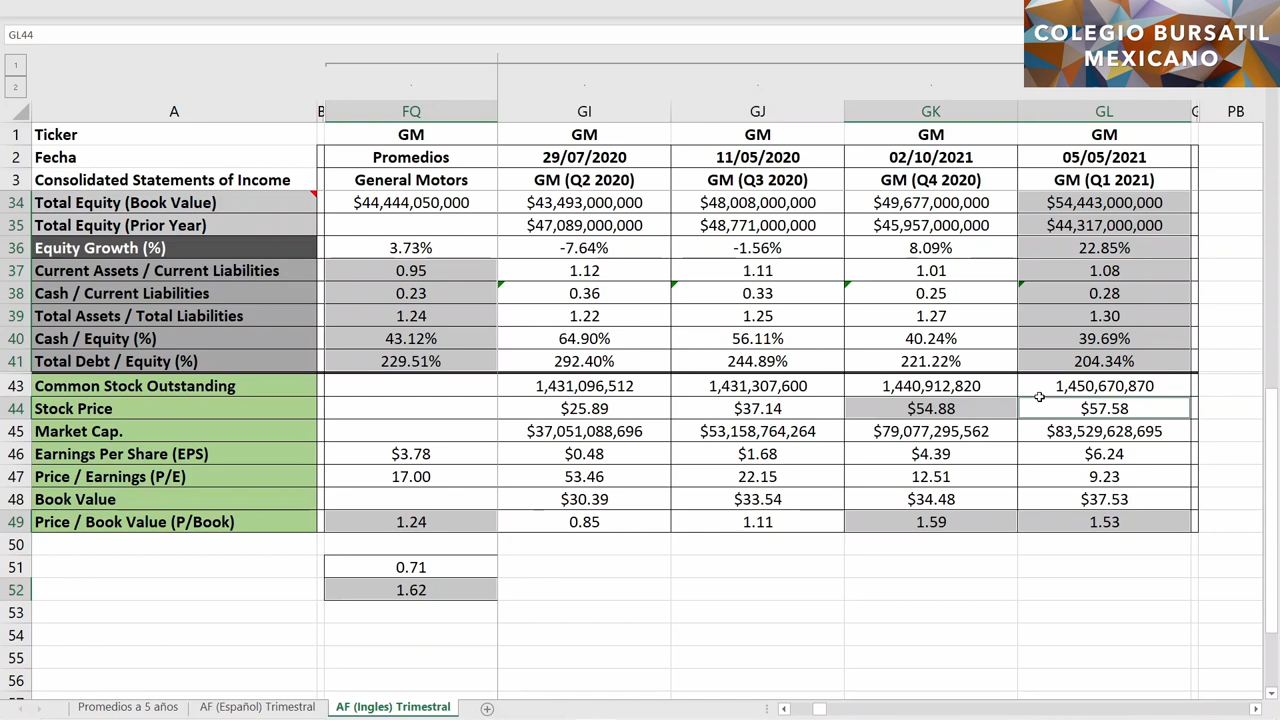 GL44
COLEGIO BURSATIL
MEXICANO
1
2
A B FQ GI GJ GK GL PB
1 Ticker GM GM GM GM GM
2 Fecha Promedios 29/07/2020 11/05/2020 02/10/2021 05/05/2021
3 Consolidated Statements of Income General Motors GM (Q2 2020) GM (Q3 2020) GM (Q4 2020) GM (Q1 2021)
34 Total Equity (Book Value) $44,444,050,000 $43,493,000,000 $48,008,000,000 $49,677,000,000 $54,443,000,000
35 Total Equity (Prior Year) $47,089,000,000 $48,771,000,000 $45,957,000,000 $44,317,000,000
36 Equity Growth (%) 3.73% -7.64% -1.56% 8.09% 22.85%
37 Current Assets / Current Liabilities 0.95 1.12 1.11 1.01 1.08
38 Cash / Current Liabilities 0.23 0.36 0.33 0.25 0.28
39 Total Assets / Total Liabilities 1.24 1.22 1.25 1.27 1.30
40 Cash / Equity (%) 43.12% 64.90% 56.11% 40.24% 39.69%
41 Total Debt / Equity (%) 229.51% 292.40% 244.89% 221.22% 204.34%
43 Common Stock Outstanding 1,431,096,512 1,431,307,600 1,440,912,820 1,450,670,870
44 Stock Price $25.89 $37.14 $54.88 $57.58
45 Market Cap. $37,051,088,696 $53,158,764,264 $79,077,295,562 $83,529,628,695
46 Earnings Per Share (EPS) $3.78 $0.48 $1.68 $4.39 $6.24
47 Price / Earnings (P/E) 17.00 53.46 22.15 12.51 9.23
48 Book Value $30.39 $33.54 $34.48 $37.53
49 Price / Book Value (P/Book) 1.24 0.85 1.11 1.59 1.53
50
51 0.71
52 1.62
53
54
55
56
Promedios a 5 años AF (Español) Trimestral AF (Ingles) Trimestral